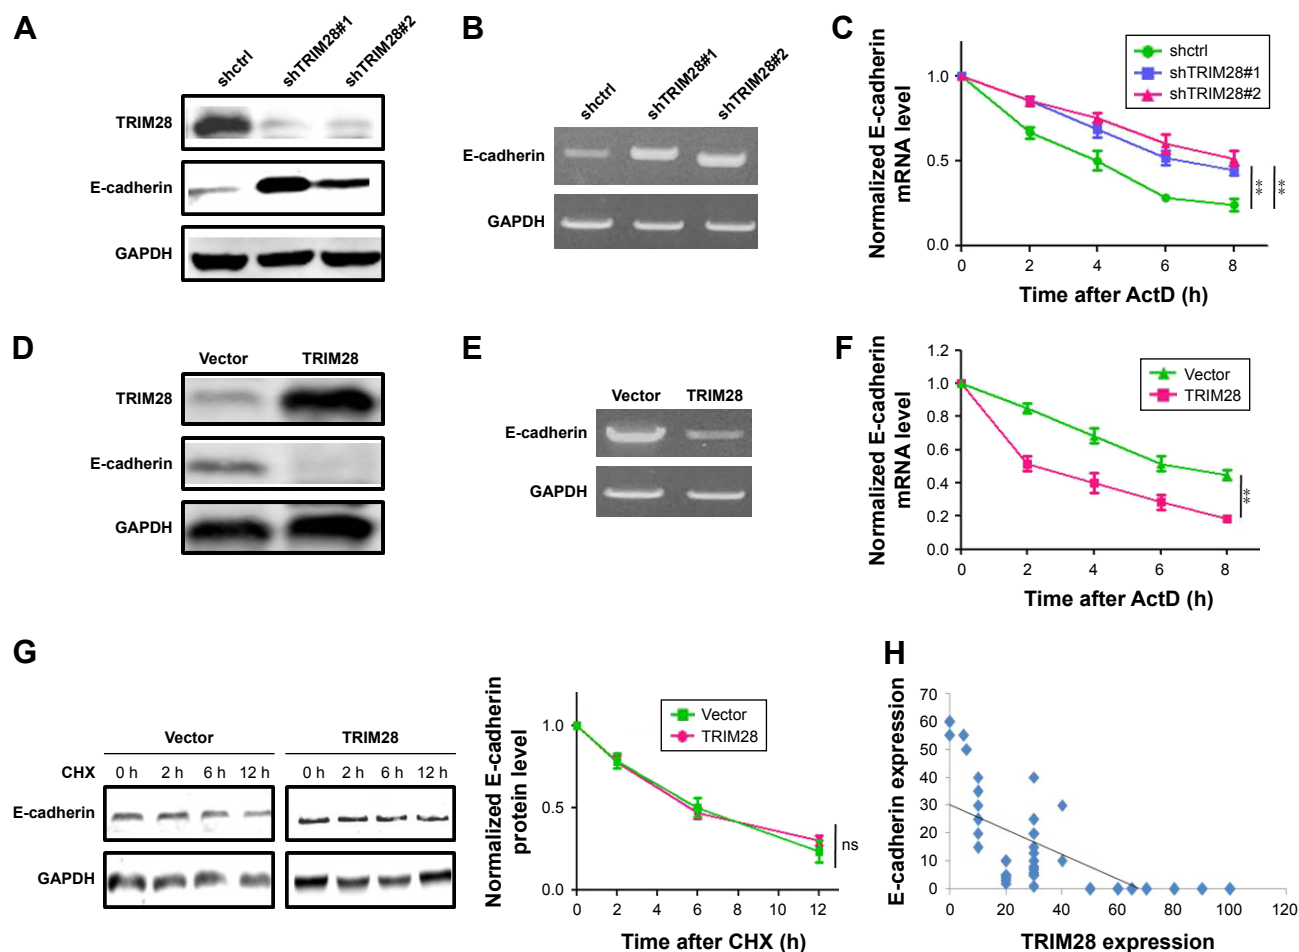 A
shctrl
shTRIM28#1
shTRIM28#2
TRIM28
E-cadherin
GAPDH
B
shctrl
shTRIM28#1
shTRIM28#2
E-cadherin
GAPDH
C
Normalized E-cadherin
mRNA level
1.0
0.5
0.0
0 2 4 6 8
Time after ActD (h)
shctrl
shTRIM28#1
shTRIM28#2
** **
D
Vector TRIM28
TRIM28
E-cadherin
GAPDH
E
Vector TRIM28
E-cadherin
GAPDH
F
Normalized E-cadherin
mRNA level
1.2
1.0
0.8
0.6
0.4
0.2
0.0
0 2 4 6 8
Time after ActD (h)
Vector
TRIM28
**
G
Vector TRIM28
CHX 0 h 2 h 6 h 12 h 0 h 2 h 6 h 12 h
E-cadherin
GAPDH
Normalized E-cadherin
protein level
1.0
0.5
0.0
0 2 4 6 8 10 12
Time after CHX (h)
Vector
TRIM28
ns
H
E-cadherin expression
70
60
50
40
30
20
10
0
0 20 40 60 80 100 120
TRIM28 expression